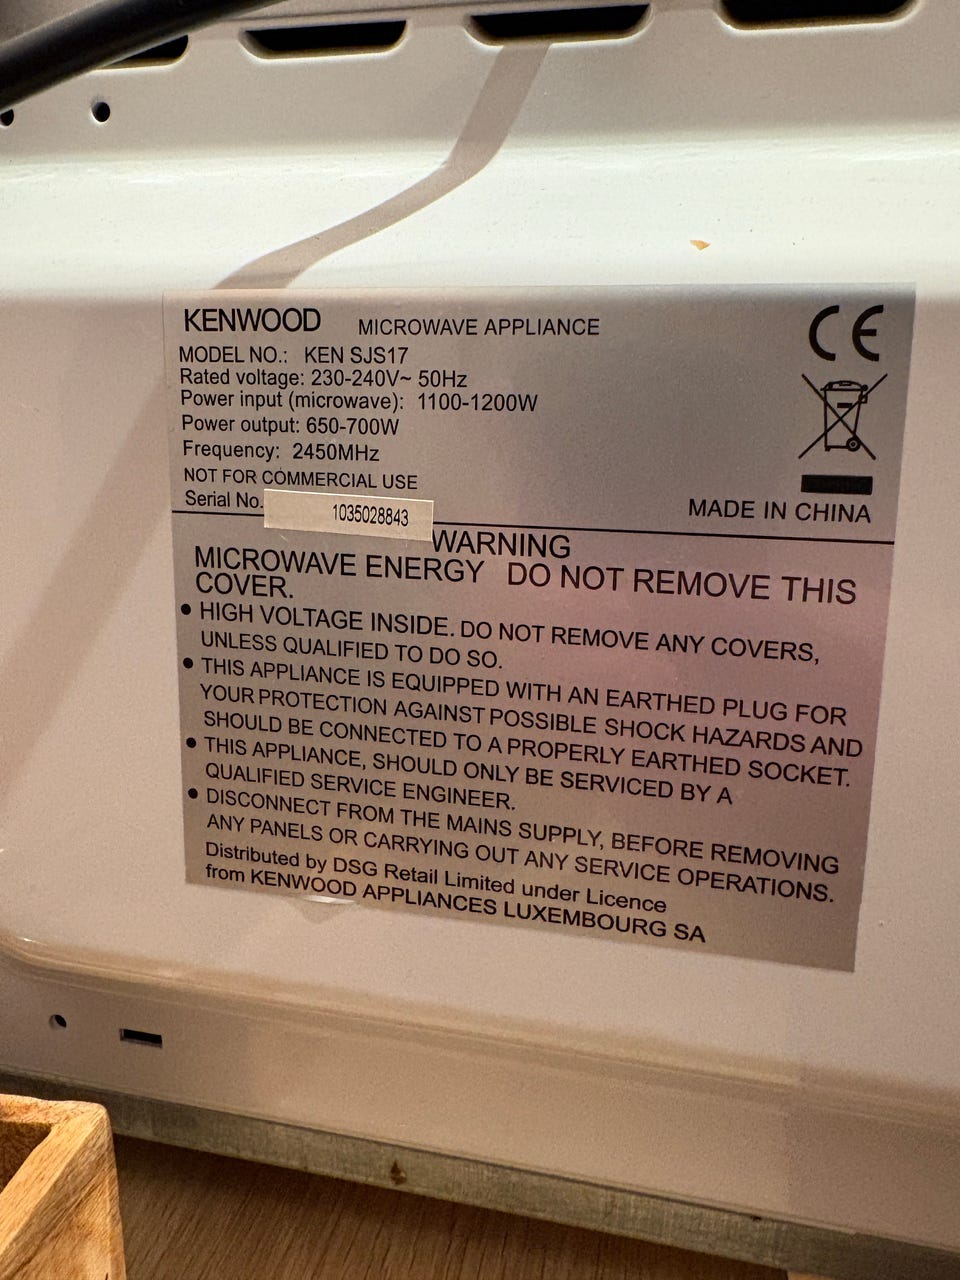 KENWOOD MICROWAVE APPLIANCE
MODEL NO.: KEN SJS17
Rated voltage: 230-240V~ 50Hz
Power input (microwave): 1100-1200W
Power output: 650-700W
Frequency: 2450MHz
NOT FOR COMMERCIAL USE
Serial No. 1035028843
CE
MADE IN CHINA
WARNING
MICROWAVE ENERGY DO NOT REMOVE THIS
COVER.
• HIGH VOLTAGE INSIDE. DO NOT REMOVE ANY COVERS,
UNLESS QUALIFIED TO DO SO.
• THIS APPLIANCE IS EQUIPPED WITH AN EARTHED PLUG FOR
YOUR PROTECTION AGAINST POSSIBLE SHOCK HAZARDS AND
SHOULD BE CONNECTED TO A PROPERLY EARTHED SOCKET.
• THIS APPLIANCE, SHOULD ONLY BE SERVICED BY A
QUALIFIED SERVICE ENGINEER.
• DISCONNECT FROM THE MAINS SUPPLY, BEFORE REMOVING
ANY PANELS OR CARRYING OUT ANY SERVICE OPERATIONS.
Distributed by DSG Retail Limited under Licence
from KENWOOD APPLIANCES LUXEMBOURG SA